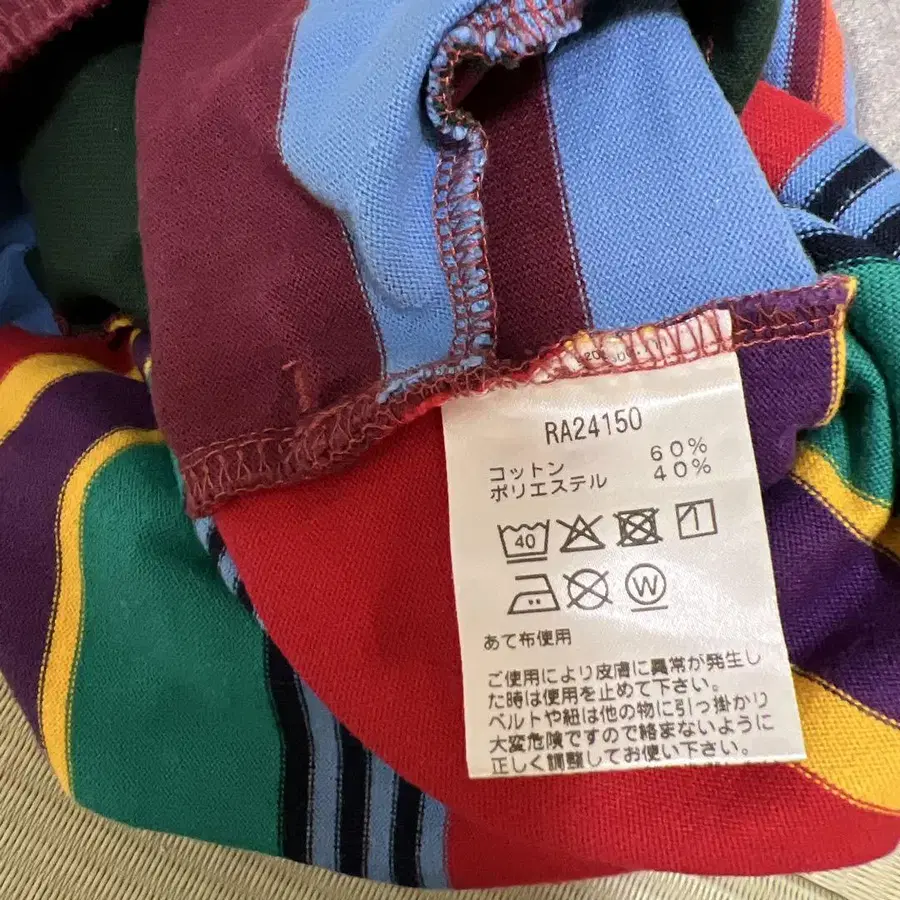 RA24150
コットン 60%
ポリエステル 40%
40
W
あて布使用
ご使用により皮膚に異常が発生し
た時は使用を止めて下さい。
ベルトや紐は他の物に引っ掛かり
大変危険ですので絡まないように
正しく調整してお使い下さい。